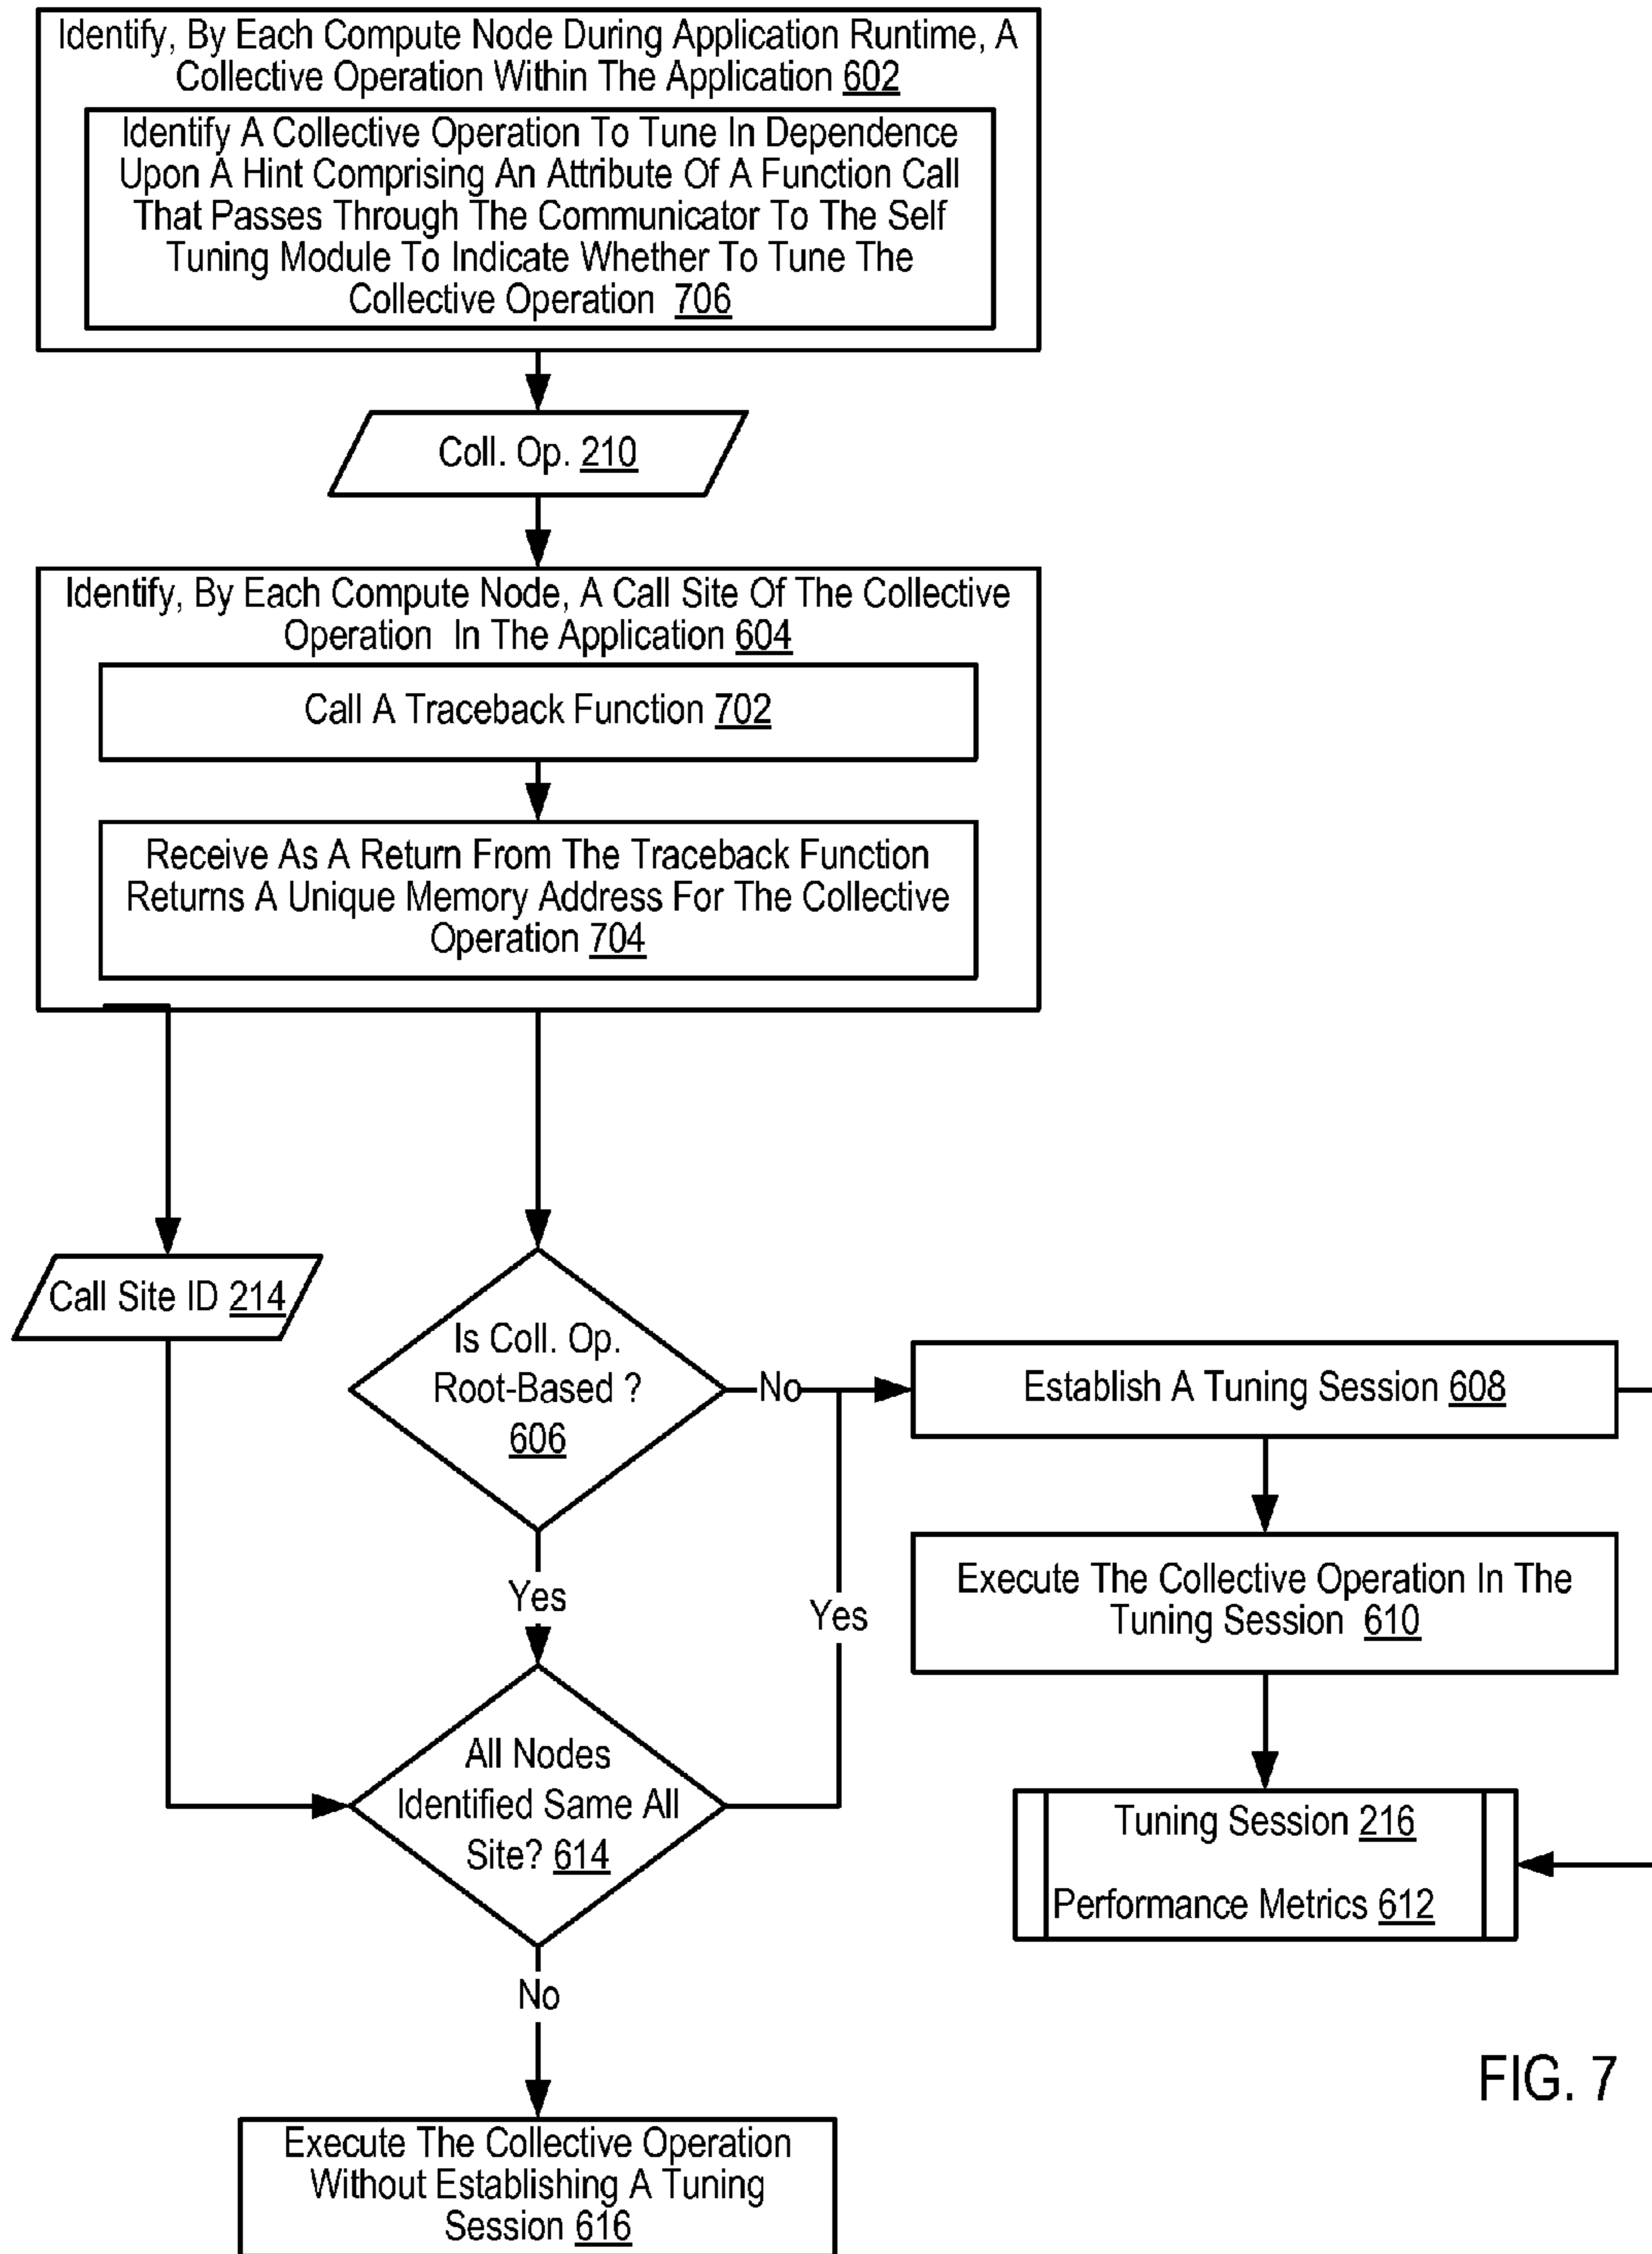 Identify, By Each Compute Node During Application Runtime, A
Collective Operation Within The Application 602
Identify A Collective Operation To Tune In Dependence
Upon A Hint Comprising An Attribute Of A Function Call
That Passes Through The Communicator To The Self
Tuning Module To Indicate Whether To Tune The
Collective Operation 706
Coll. Op. 210
Identify, By Each Compute Node, A Call Site Of The Collective
Operation In The Application 604
Call A Traceback Function 702
Receive As A Return From The Traceback Function
Returns A Unique Memory Address For The Collective
Operation 704
Call Site ID 214
Is Coll. Op.
Root-Based ?
606
No
Establish A Tuning Session 608
Yes
Yes
Execute The Collective Operation In The
Tuning Session 610
All Nodes
Identified Same All
Site? 614
Tuning Session 216
Performance Metrics 612
No
Execute The Collective Operation
Without Establishing A Tuning
Session 616
FIG. 7